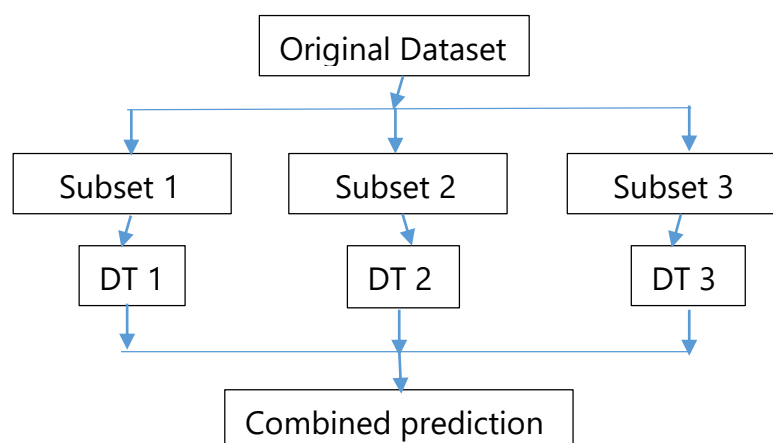 Original Dataset
Subset 1
Subset 2
Subset 3
DT 1
DT 2
DT 3
Combined prediction